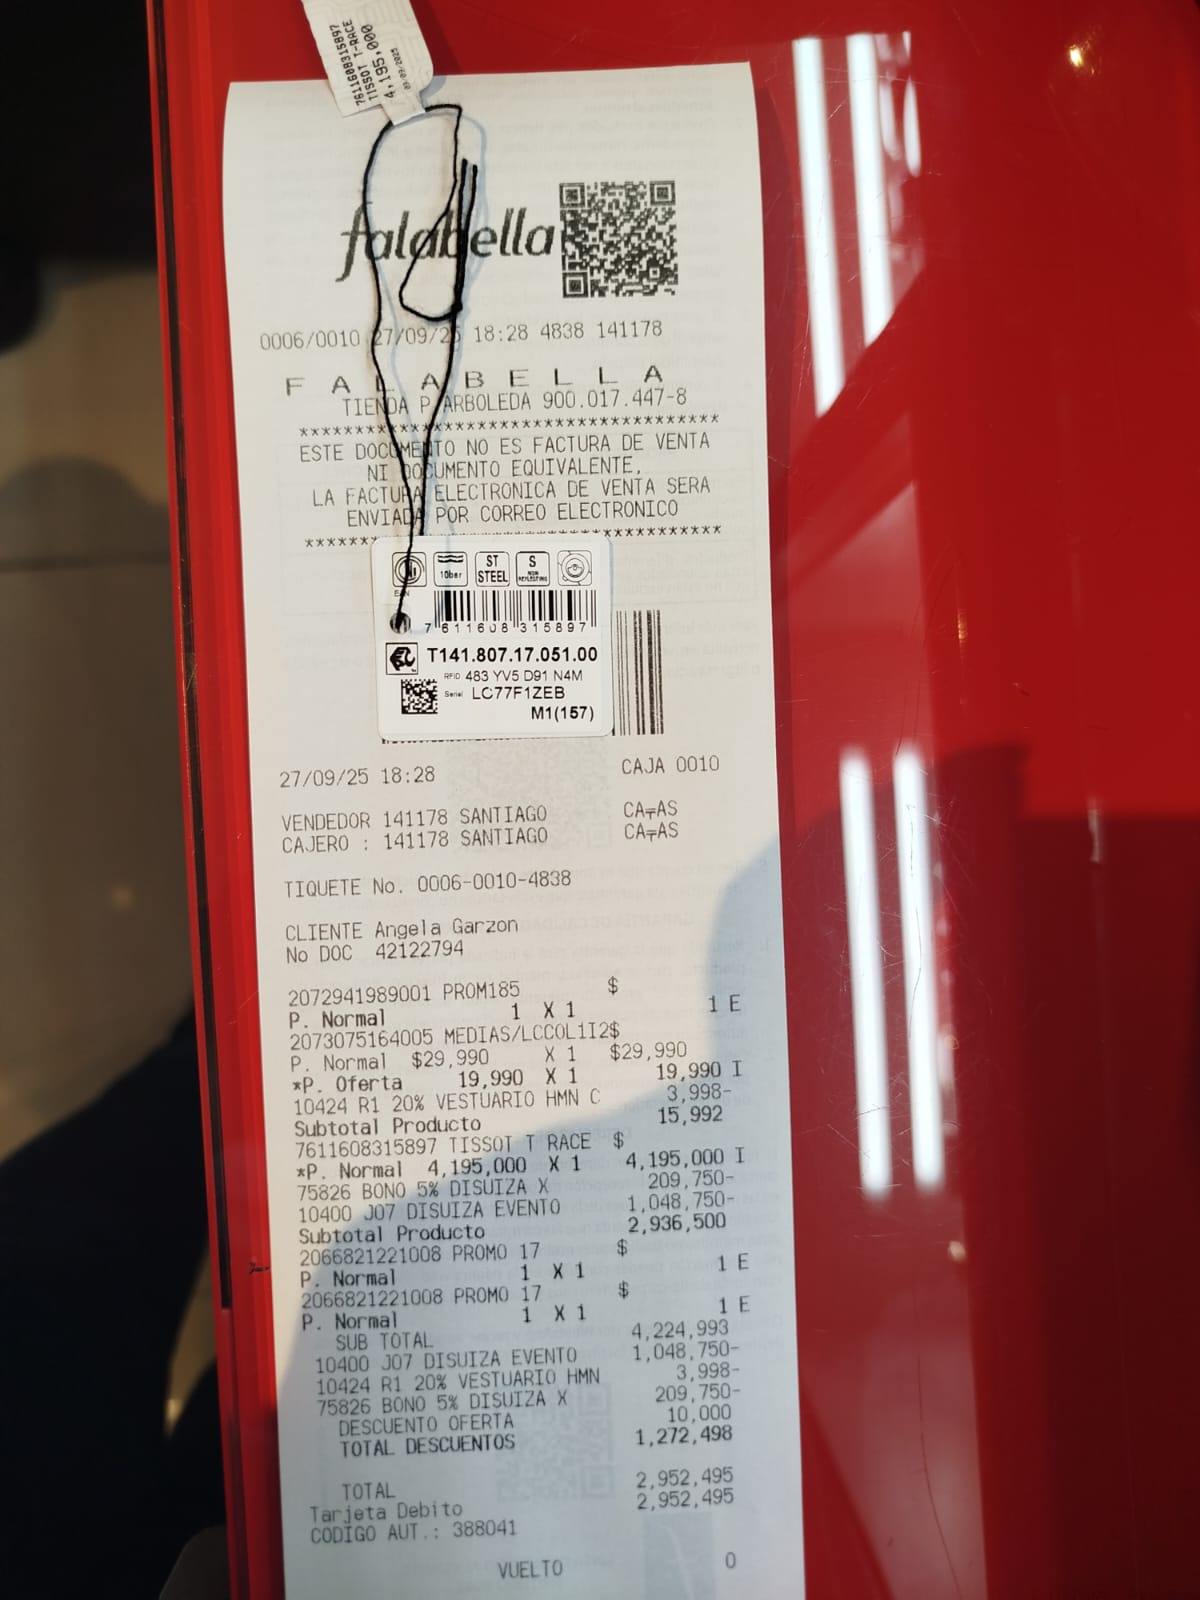 7611608315897
TISSOT T-RACE
4,195,000
falabella
0006/0010 27/09/25 18:28 4838 141178
F A L A B E L L A
TIENDA P ARBOLEDA 900.017.447-8
****************************************
ESTE DOCUMENTO NO ES FACTURA DE VENTA
NI DOCUMENTO EQUIVALENTE,
LA FACTURA ELECTRONICA DE VENTA SERA
ENVIADA POR CORREO ELECTRONICO
****************************************
10bar
ST STEEL
S NON REFLECTING
EAN
7 611608 315897
T141.807.17.051.00
RFID 483 YV5 D91 N4M
Serial LC77F1ZEB
M1(157)
27/09/25 18:28 CAJA 0010
VENDEDOR 141178 SANTIAGO CA╤AS
CAJERO : 141178 SANTIAGO CA╤AS
TIQUETE No. 0006-0010-4838
CLIENTE Angela Garzon
No DOC 42122794
2072941989001 PROM185 $
P. Normal 1 X 1 1 E
2073075164005 MEDIAS/LCCOL1I2$
P. Normal $29,990 X 1 $29,990
*P. Oferta 19,990 X 1 19,990 I
10424 R1 20% VESTUARIO HMN C 3,998-
Subtotal Producto 15,992
7611608315897 TISSOT T RACE $
*P. Normal 4,195,000 X 1 4,195,000 I
75826 BONO 5% DISUIZA X 209,750-
10400 J07 DISUIZA EVENTO 1,048,750-
Subtotal Producto 2,936,500
2066821221008 PROMO 17 $
P. Normal 1 X 1 1 E
2066821221008 PROMO 17 $
P. Normal 1 X 1 1 E
SUB TOTAL 4,224,993
10400 J07 DISUIZA EVENTO 1,048,750-
10424 R1 20% VESTUARIO HMN 3,998-
75826 BONO 5% DISUIZA X 209,750-
DESCUENTO OFERTA 10,000
TOTAL DESCUENTOS 1,272,498
TOTAL 2,952,495
Tarjeta Debito 2,952,495
CODIGO AUT.: 388041
VUELTO 0